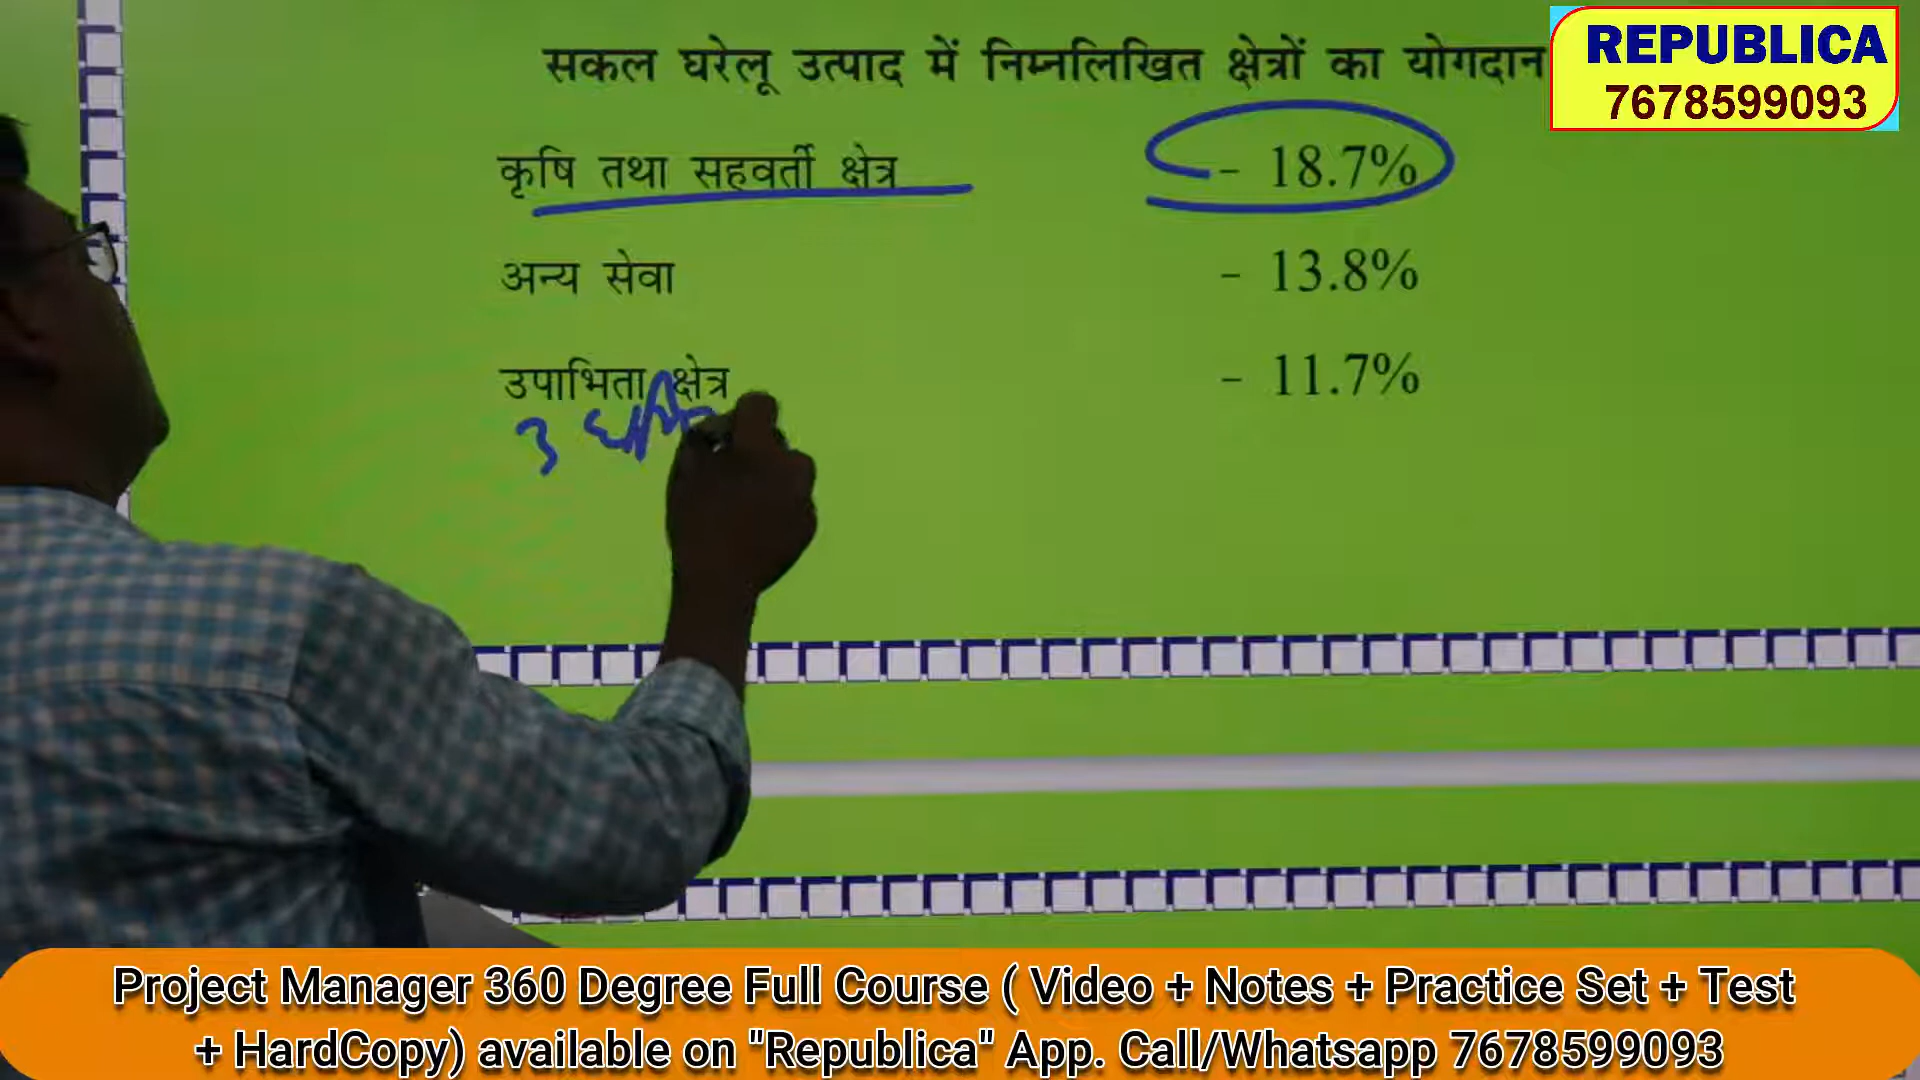 सकल घरेलू उत्पाद में निम्नलिखित क्षेत्रों का योगदान
REPUBLICA
7678599093
कृषि तथा सहवर्ती क्षेत्र - 18.7%
अन्य सेवा - 13.8%
उपाभिता क्षेत्र - 11.7%
Project Manager 360 Degree Full Course ( Video + Notes + Practice Set + Test
+ HardCopy) available on "Republica" App. Call/Whatsapp 7678599093